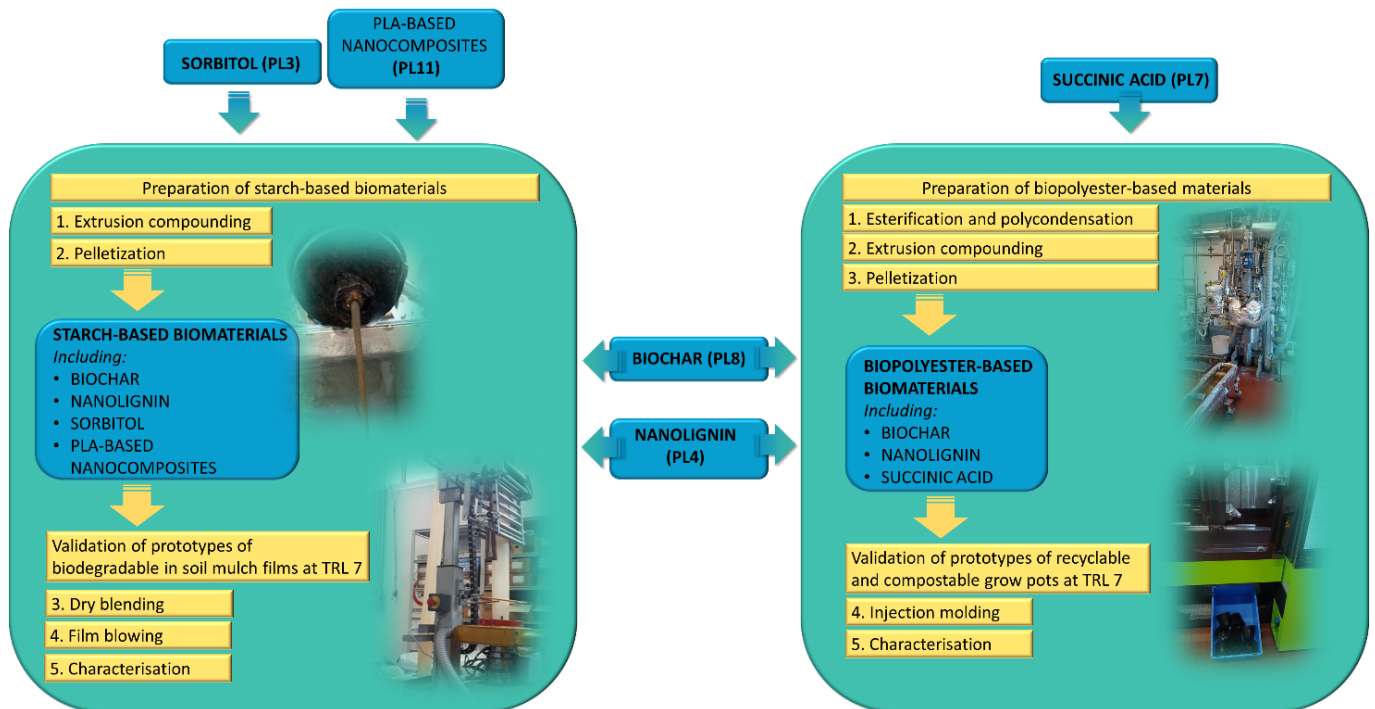 SORBITOL (PL3)
PLA-BASED
NANOCOMPOSITES
(PL11)
SUCCINIC ACID (PL7)
Preparation of starch-based biomaterials
1. Extrusion compounding
2. Pelletization
STARCH-BASED BIOMATERIALS
Including:
• BIOCHAR
• NANOLIGNIN
• SORBITOL
• PLA-BASED
NANOCOMPOSITES
Validation of prototypes of
biodegradable in soil mulch films at TRL 7
3. Dry blending
4. Film blowing
5. Characterisation
BIOCHAR (PL8)
NANOLIGNIN
(PL4)
Preparation of biopolyester-based materials
1. Esterification and polycondensation
2. Extrusion compounding
3. Pelletization
BIOPOLYESTER-BASED
BIOMATERIALS
Including:
• BIOCHAR
• NANOLIGNIN
• SUCCINIC ACID
Validation of prototypes of recyclable
and compostable grow pots at TRL 7
4. Injection molding
5. Characterisation